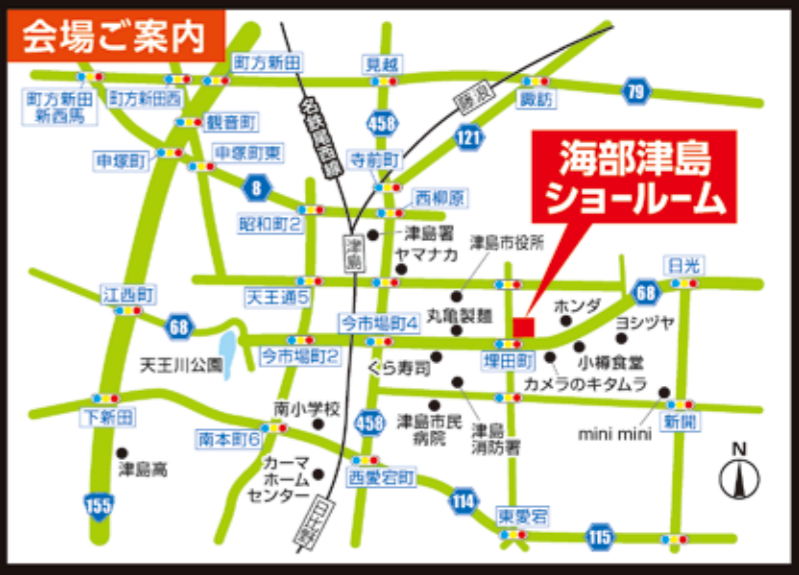 会場ご案内
町方新田
見越
町方新田
新西馬
町方新田西
藤浪
諏訪
79
名鉄尾西線
458
121
観音町
申塚町
申塚町東
寺前町
海部津島
ショールーム
8
西柳原
昭和町2
津島
津島署
津島市役所
ヤマナカ
日光
江西町
天王通5
68
ホンダ
丸亀製麺
ヨシヅヤ
68
今市場町4
天王川公園
今市場町2
くら寿司
埋田町
小樽食堂
カメラのキタムラ
下新田
南小学校
458
津島市民
病院
津島
消防署
mini mini
新開
南本町6
津島高
カーマ
ホーム
センター
西愛宕町
N
155
日比野
114
東愛宕
115